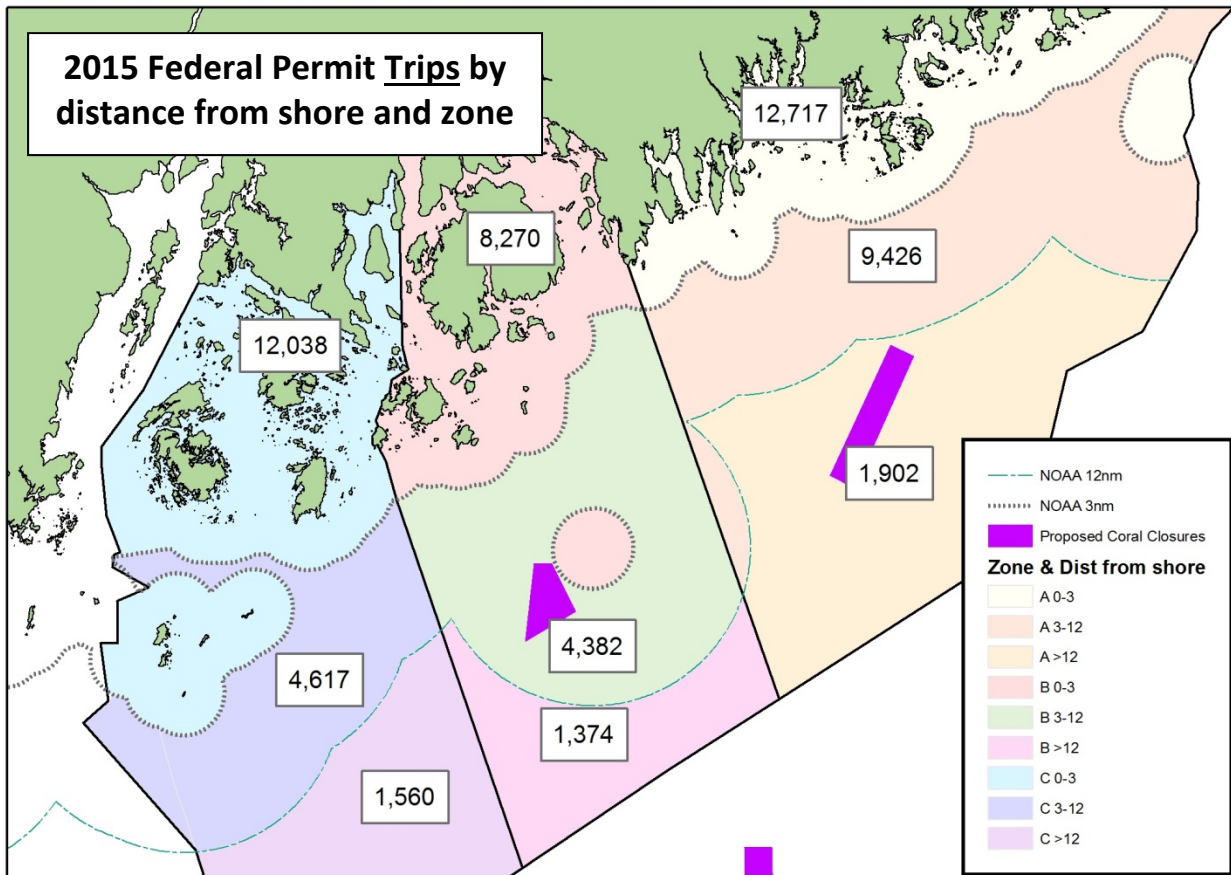 2015 Federal Permit Trips by
distance from shore and zone
12,717
8,270
9,426
12,038
1,902
4,382
4,617
1,374
1,560
NOAA 12nm
NOAA 3nm
Proposed Coral Closures
Zone & Dist from shore
A 0-3
A 3-12
A >12
B 0-3
B 3-12
B >12
C 0-3
C 3-12
C >12